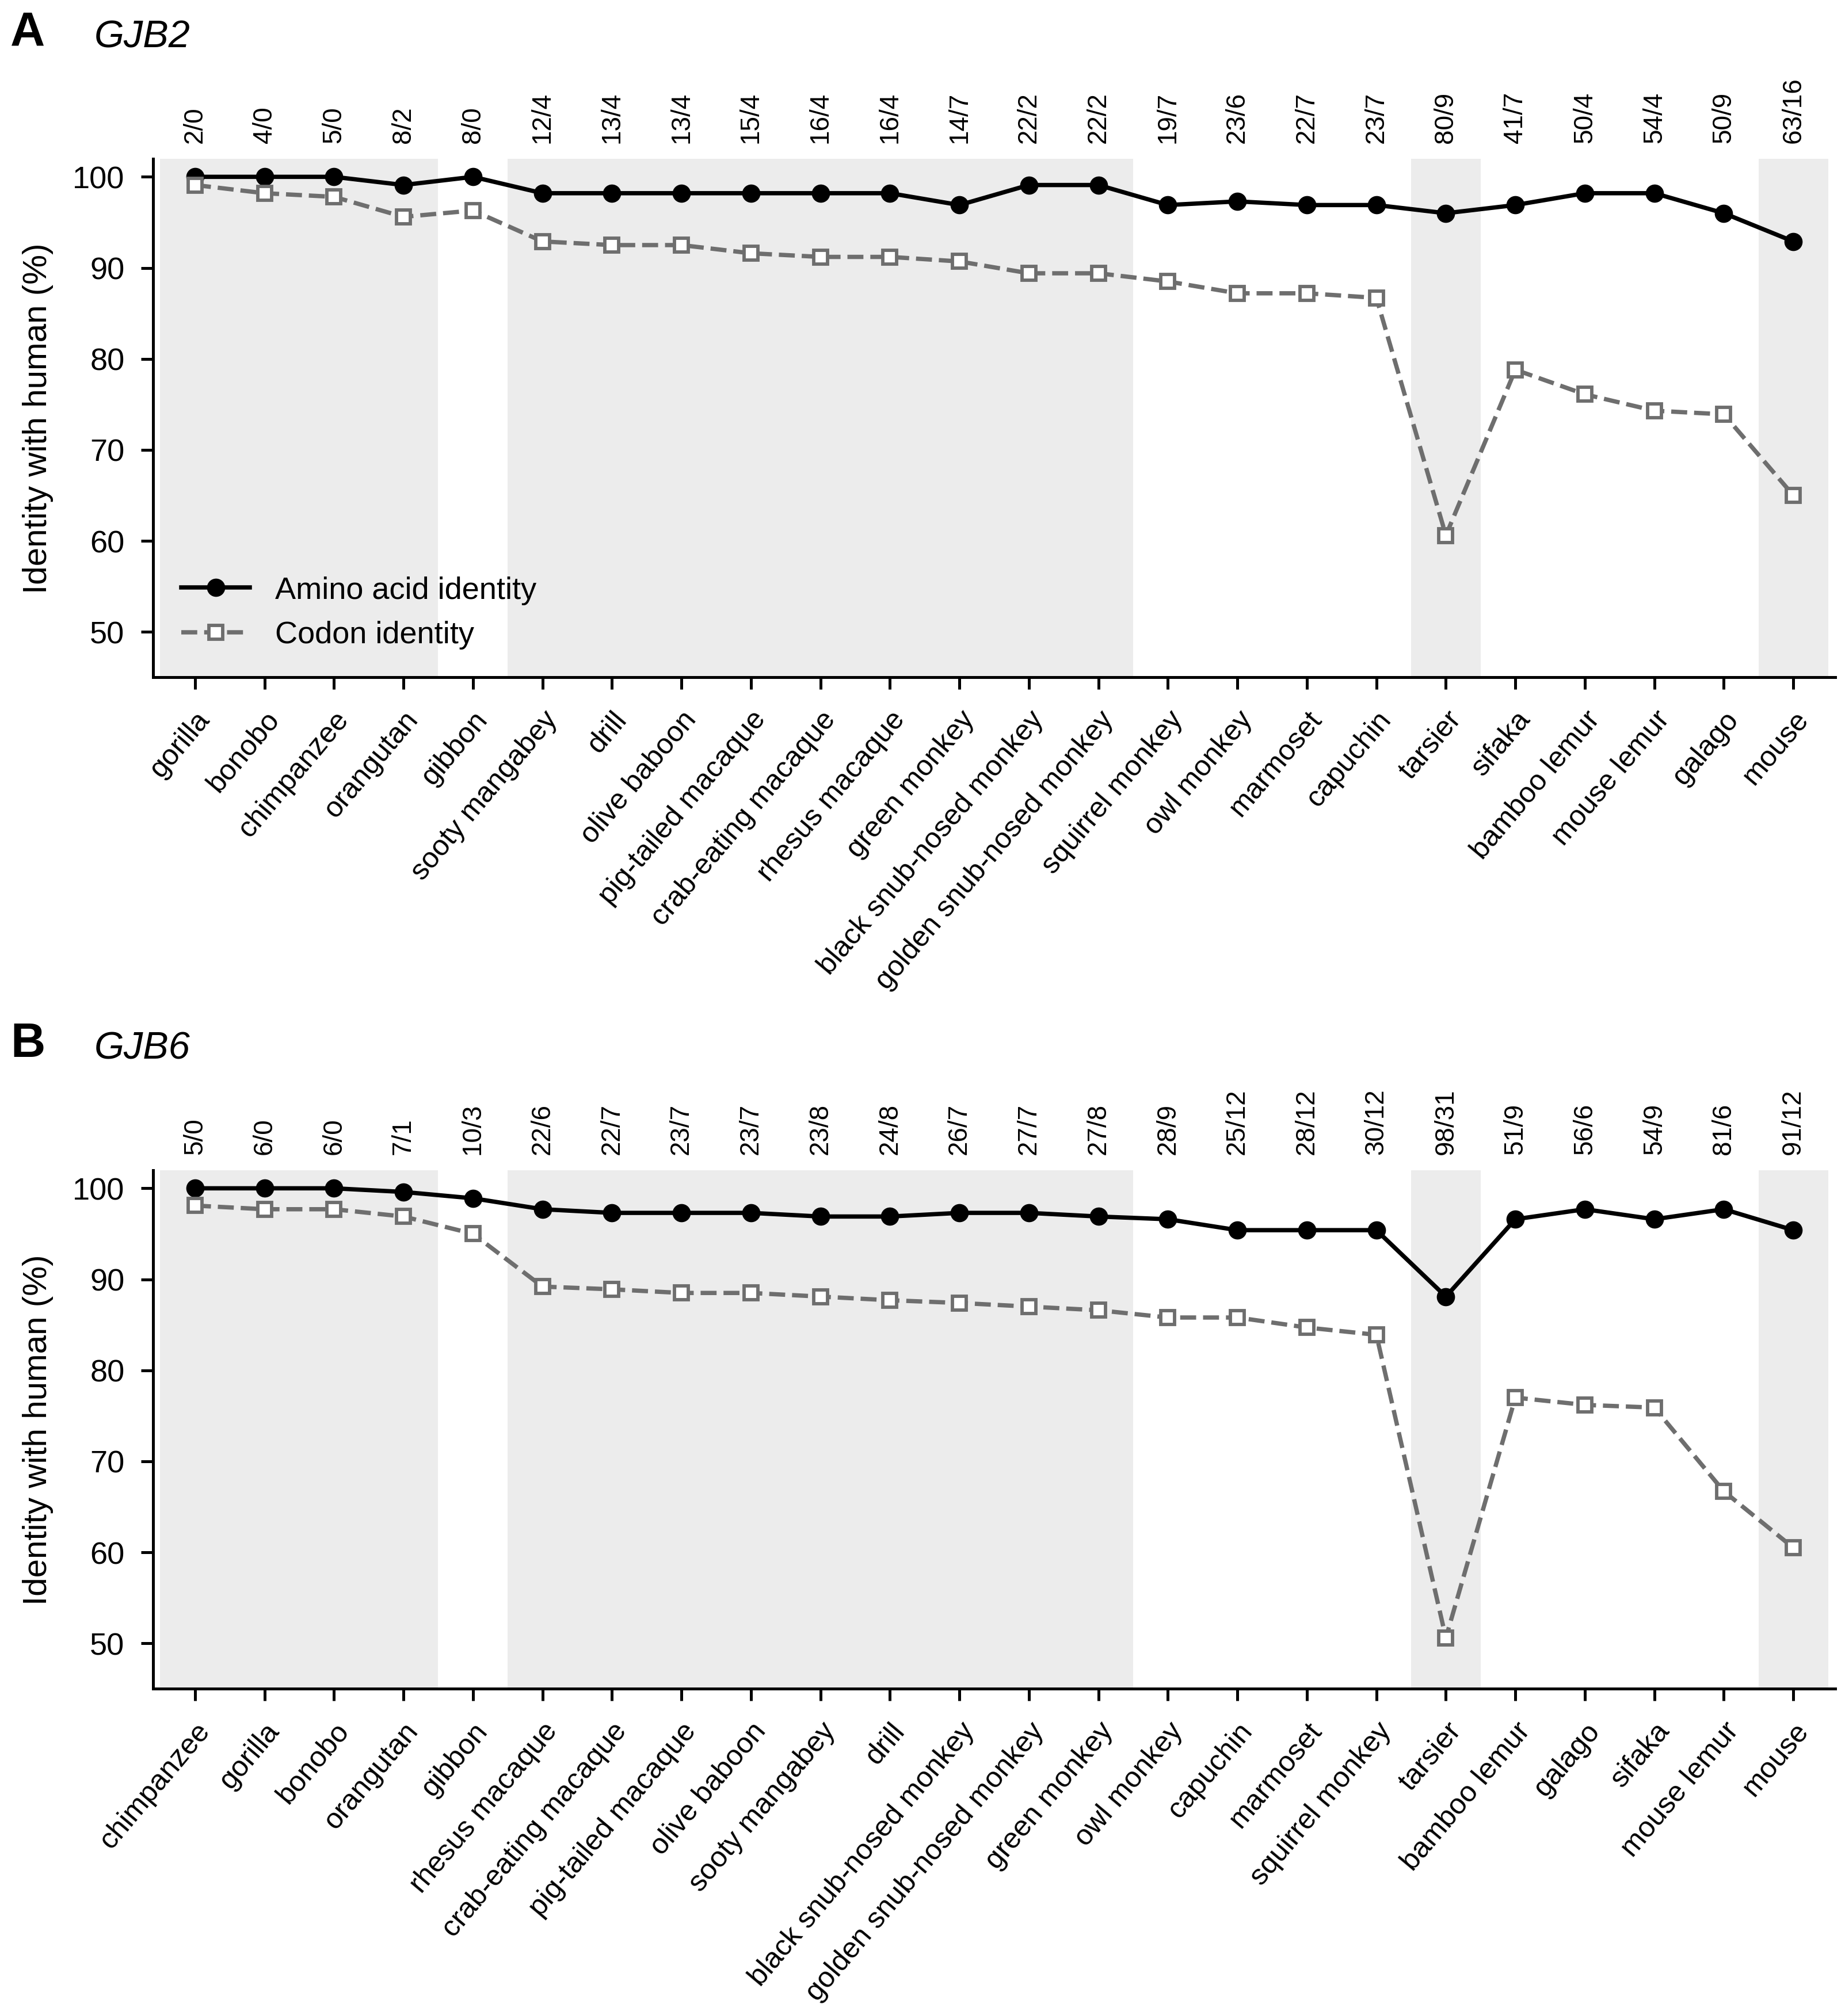 A GJB2
2/0 4/0 5/0 8/2 8/0 12/4 13/4 13/4 15/4 16/4 16/4 14/7 22/2 22/2 19/7 23/6 22/7 23/7 80/9 41/7 50/4 54/4 50/9 63/16
Identity with human (%)
100
90
80
70
60
50
Amino acid identity
Codon identity
gorilla
bonobo
chimpanzee
orangutan
gibbon
sooty mangabey
drill
olive baboon
pig-tailed macaque
crab-eating macaque
rhesus macaque
green monkey
black snub-nosed monkey
golden snub-nosed monkey
squirrel monkey
owl monkey
marmoset
capuchin
tarsier
sifaka
bamboo lemur
mouse lemur
galago
mouse
B GJB6
5/0 6/0 6/0 7/1 10/3 22/6 22/7 23/7 23/7 23/8 24/8 26/7 27/7 27/8 28/9 25/12 28/12 30/12 98/31 51/9 56/6 54/9 81/6 91/12
Identity with human (%)
100
90
80
70
60
50
chimpanzee
gorilla
bonobo
orangutan
gibbon
rhesus macaque
crab-eating macaque
pig-tailed macaque
olive baboon
sooty mangabey
drill
black snub-nosed monkey
golden snub-nosed monkey
green monkey
owl monkey
capuchin
marmoset
squirrel monkey
tarsier
bamboo lemur
galago
sifaka
mouse lemur
mouse